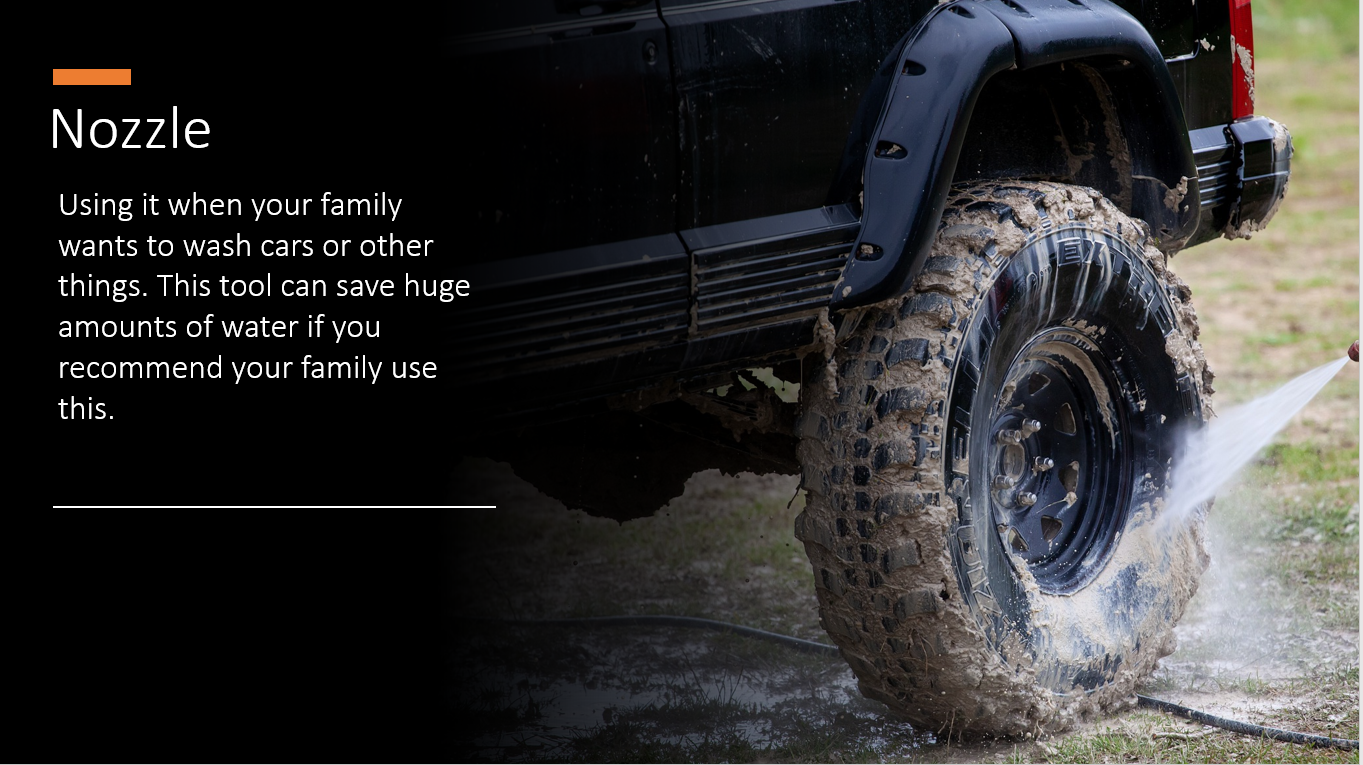 Nozzle
Using it when your family
wants to wash cars or other
things. This tool can save huge
amounts of water if you
recommend your family use
this.